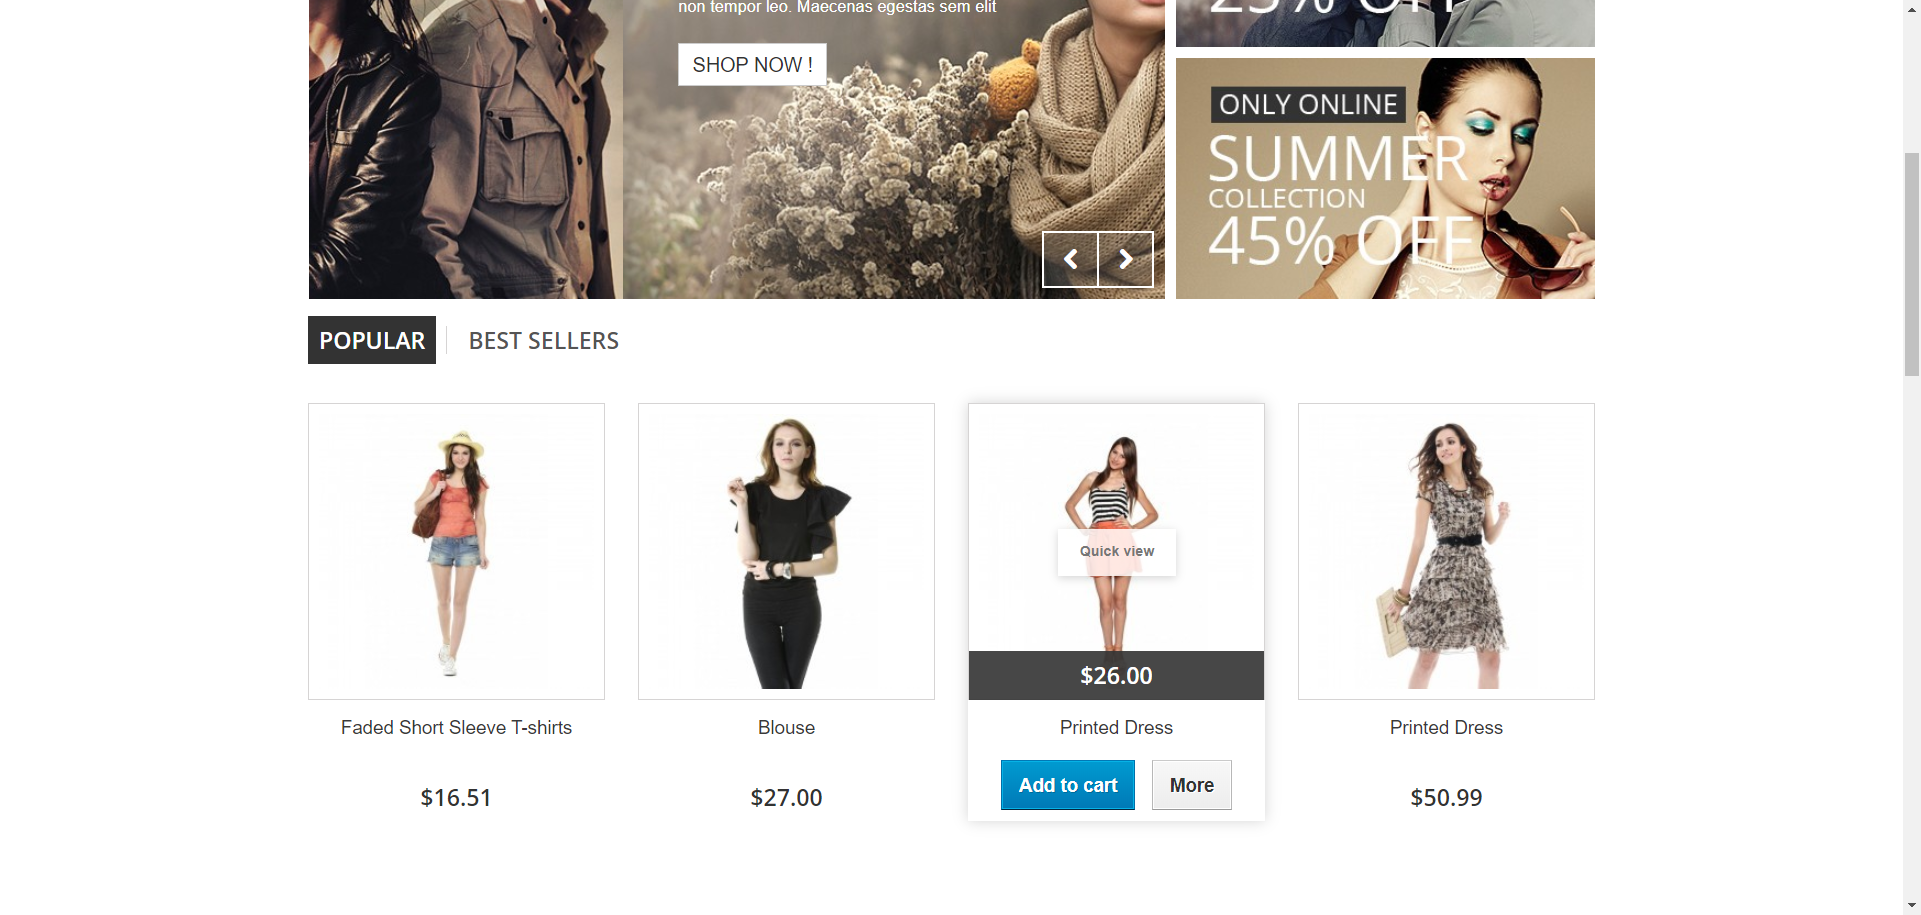 non tempor leo. Maecenas egestas sem elit
SHOP NOW !
25% OFF
ONLY ONLINE
SUMMER
COLLECTION
45% OFF
POPULAR
BEST SELLERS
Quick view
$26.00
Faded Short Sleeve T-shirts
Blouse
Printed Dress
Printed Dress
Add to cart
More
$16.51
$27.00
$50.99